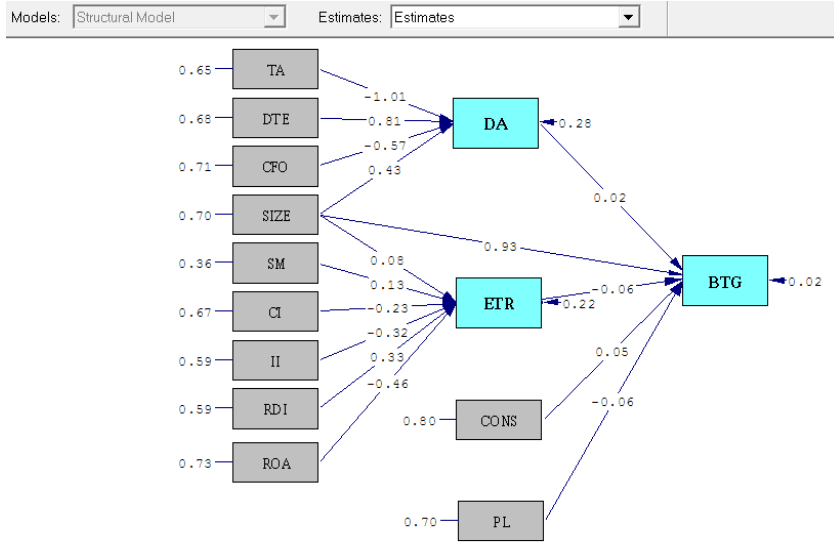 Models: Structural Model Estimates: Estimates
0.65 TA
-1.01
0.68 DTE
0.81
DA
0.28
-0.57
0.71 CFO
0.43
0.02
0.70 SIZE
0.93
0.08
0.36 SM
0.13
-0.06
BTG
0.02
0.67 CI
-0.23
ETR
0.22
-0.32
0.59 II
0.33
0.05
-0.46
0.59 RDI
-0.06
0.80 CONS
0.73 ROA
0.70 PL